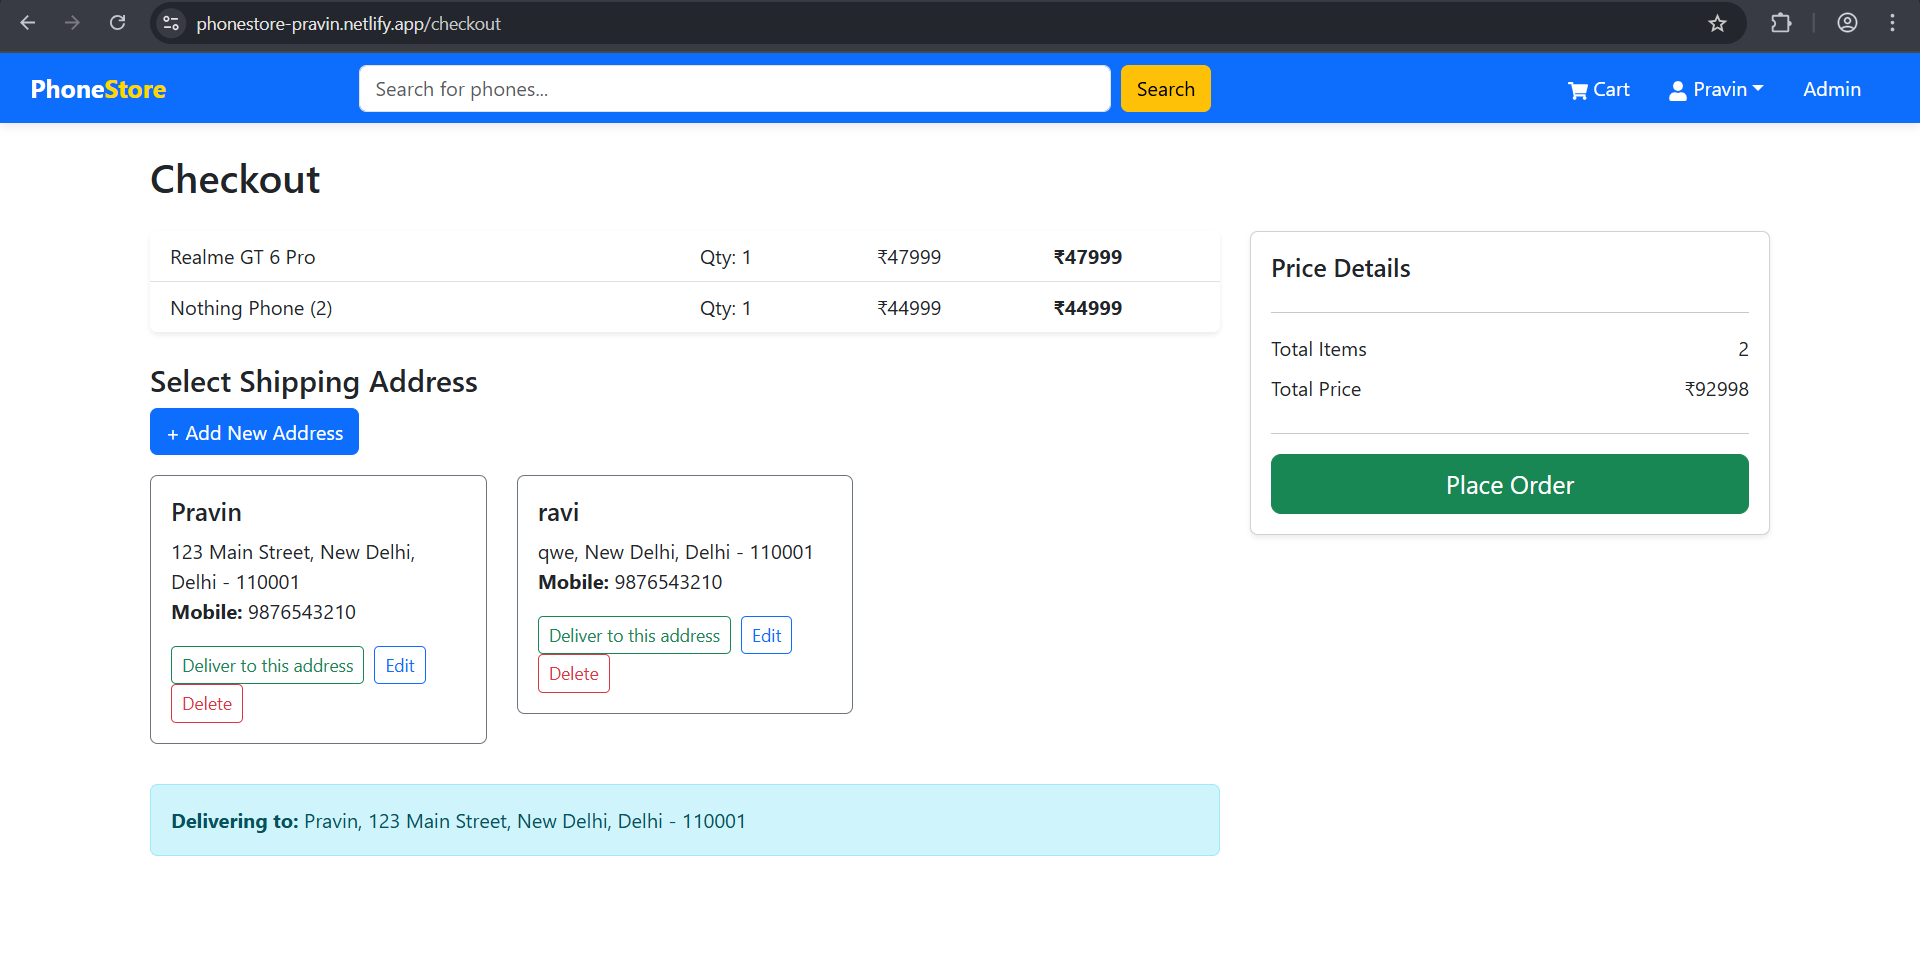 phonestore-pravin.netlify.app/checkout
PhoneStore
Search for phones...
Search
Cart
Pravin
Admin
Checkout
Realme GT 6 Pro Qty: 1 ₹47999 ₹47999
Nothing Phone (2) Qty: 1 ₹44999 ₹44999
Select Shipping Address
+ Add New Address
Pravin
123 Main Street, New Delhi,
Delhi - 110001
Mobile: 9876543210
Deliver to this address Edit
Delete
ravi
qwe, New Delhi, Delhi - 110001
Mobile: 9876543210
Deliver to this address Edit
Delete
Delivering to: Pravin, 123 Main Street, New Delhi, Delhi - 110001
Price Details
Total Items 2
Total Price ₹92998
Place Order